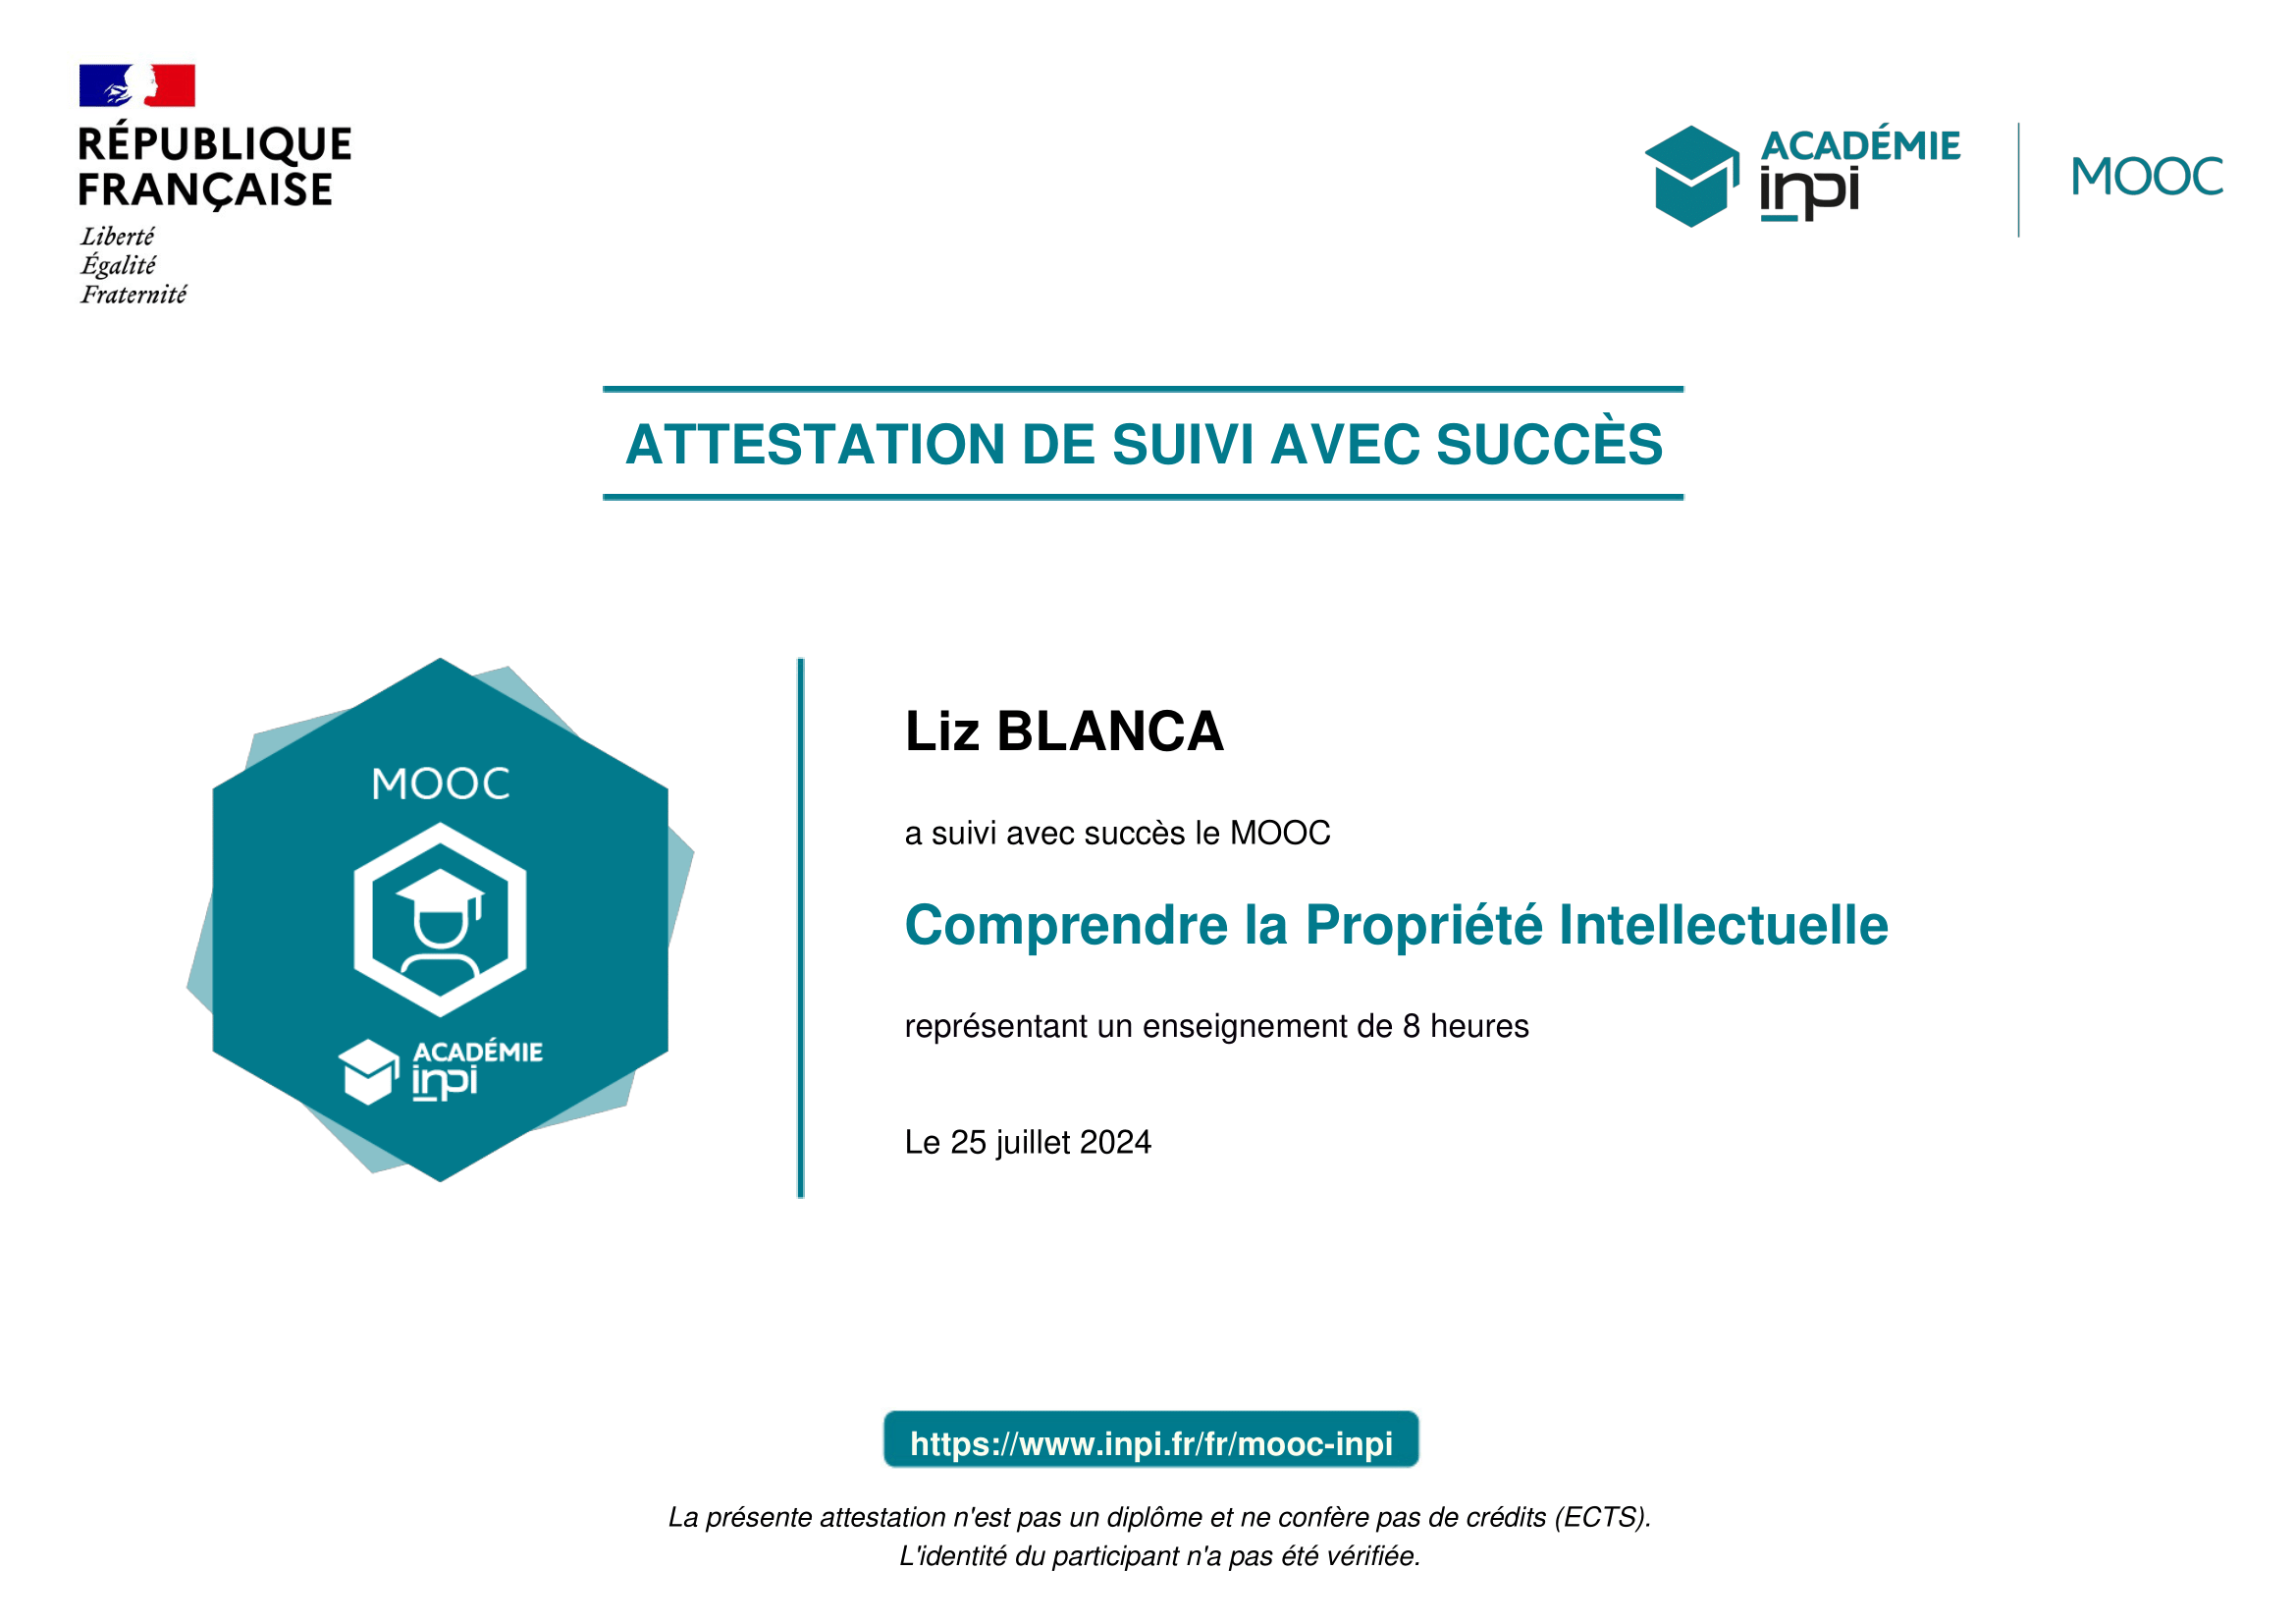 RÉPUBLIQUE
FRANÇAISE
Liberté
Égalité
Fraternité
ACADÉMIE
inpi
MOOC
ATTESTATION DE SUIVI AVEC SUCCÈS
MOOC
ACADÉMIE
inpi
Liz BLANCA
a suivi avec succès le MOOC
Comprendre la Propriété Intellectuelle
représentant un enseignement de 8 heures
Le 25 juillet 2024
https://www.inpi.fr/fr/mooc-inpi
La présente attestation n'est pas un diplôme et ne confère pas de crédits (ECTS).
L'identité du participant n'a pas été vérifiée.